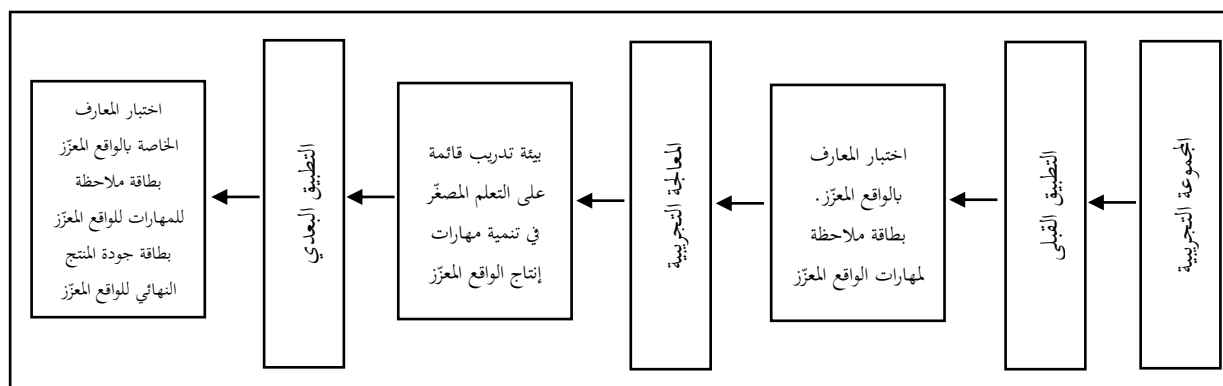 المجموعة التجريبية
التطبيق القبلى
اختبار المعارف
بالواقع المعزّز.
بطاقة ملاحظة
لمهارات الواقع المعزّز
المعالجة التجريبية
بيئة تدريب قائمة
على التعلم المصغّر
في تنمية مهارات
إنتاج الواقع المعزّز
التطبيق البعدي
اختبار المعارف
الخاصة بالواقع المعزّز
بطاقة ملاحظة
للمهارات للواقع المعزّز
بطاقة جودة المنتج
النهائي للواقع المعزّز